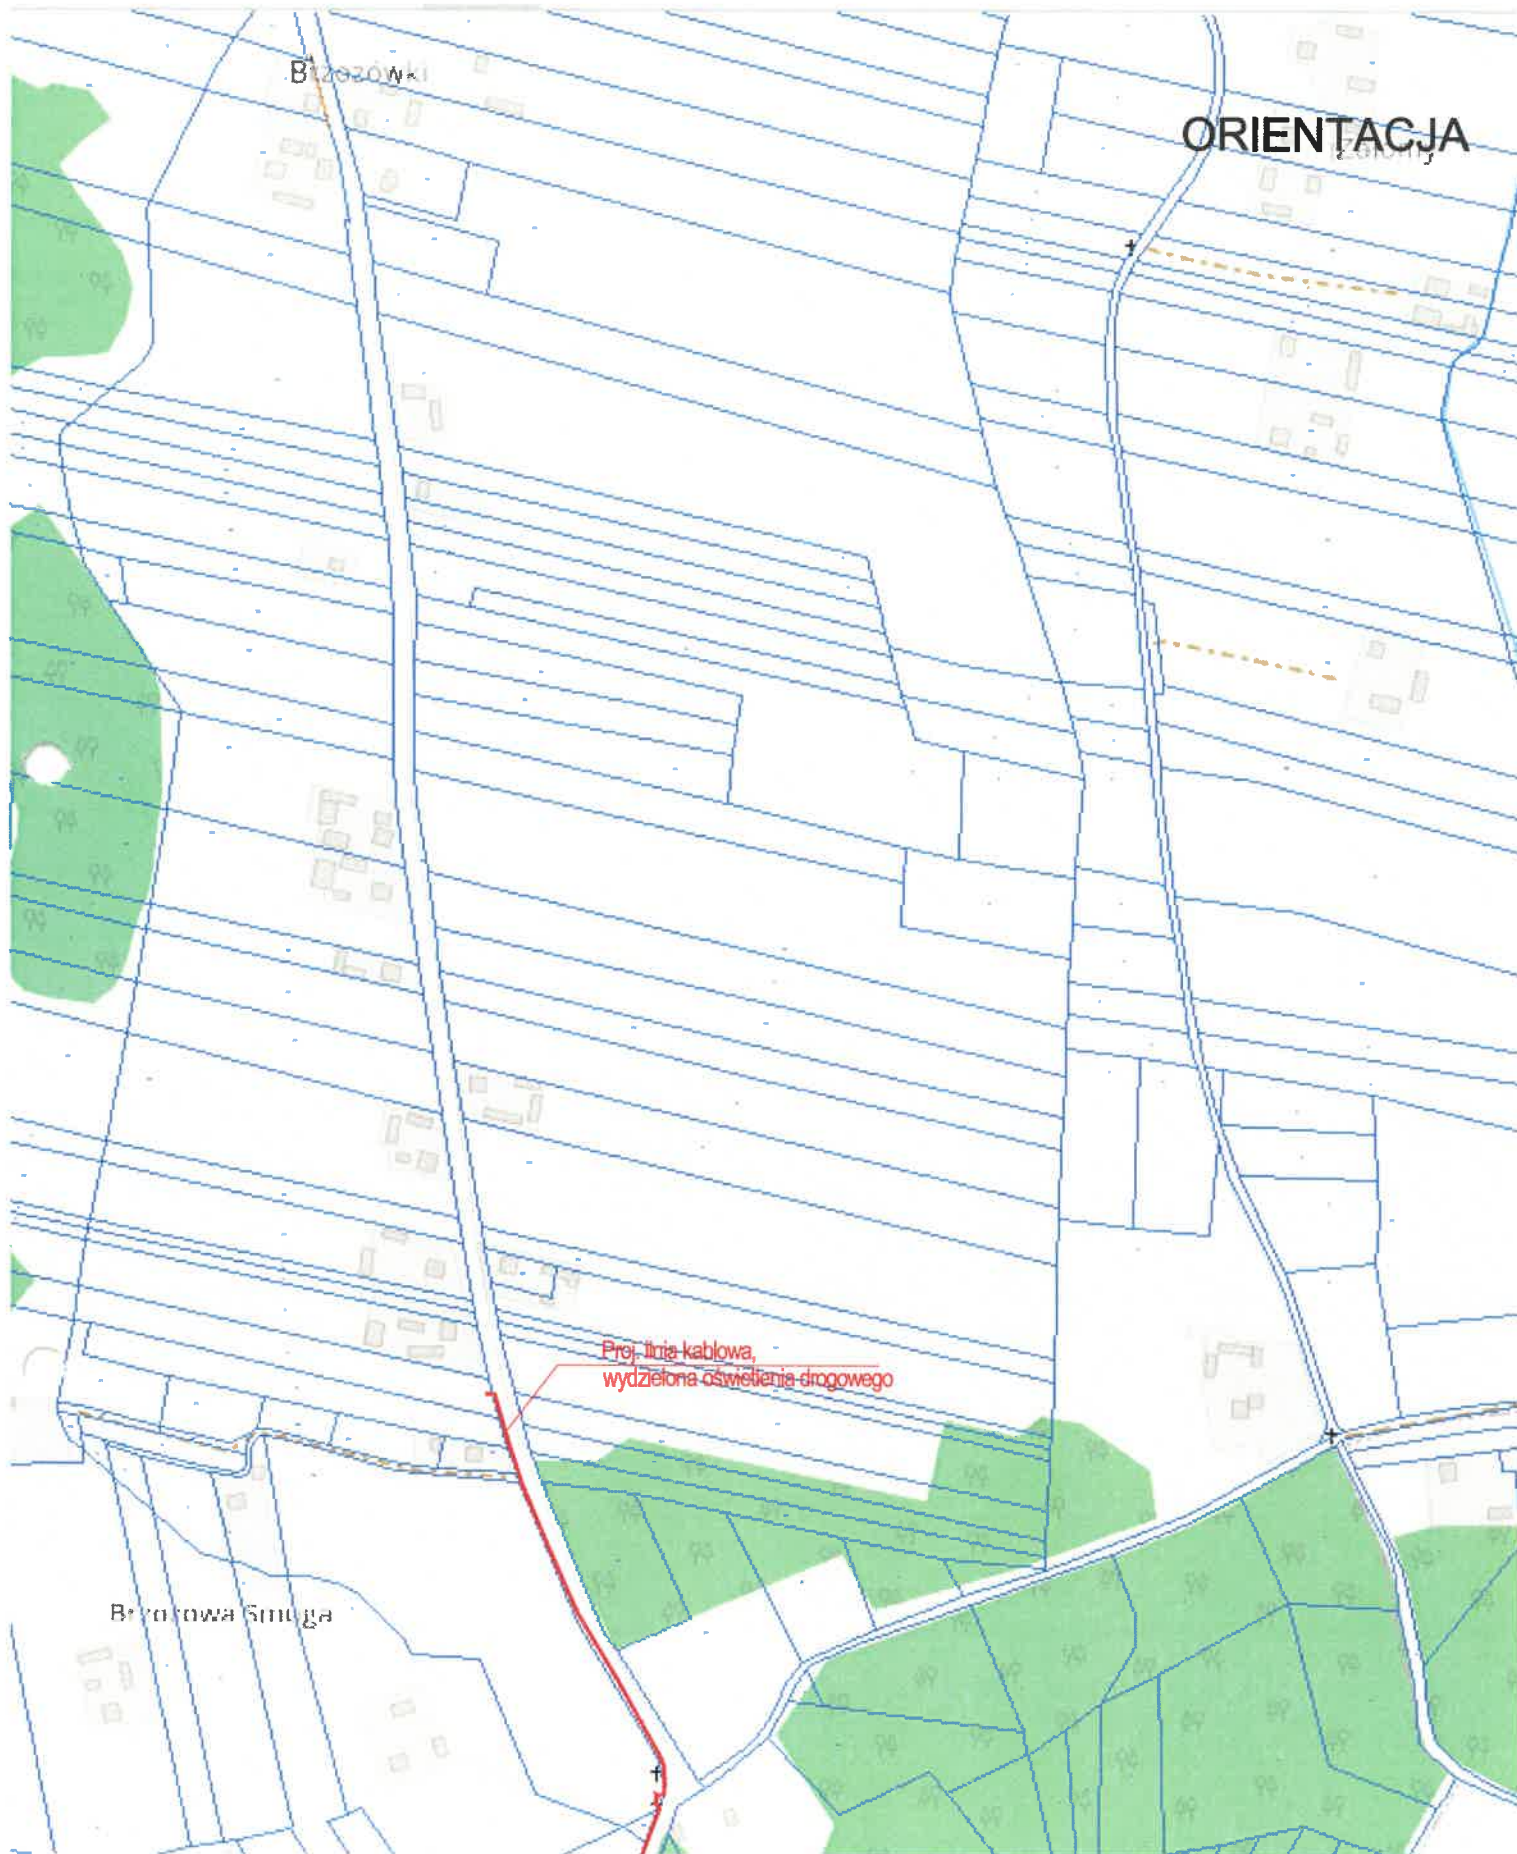 Brzozówki
ORIENTACJA
Proj. linia kablowa,
wydzielona oświetlenia drogowego
Brzozowa Smuga